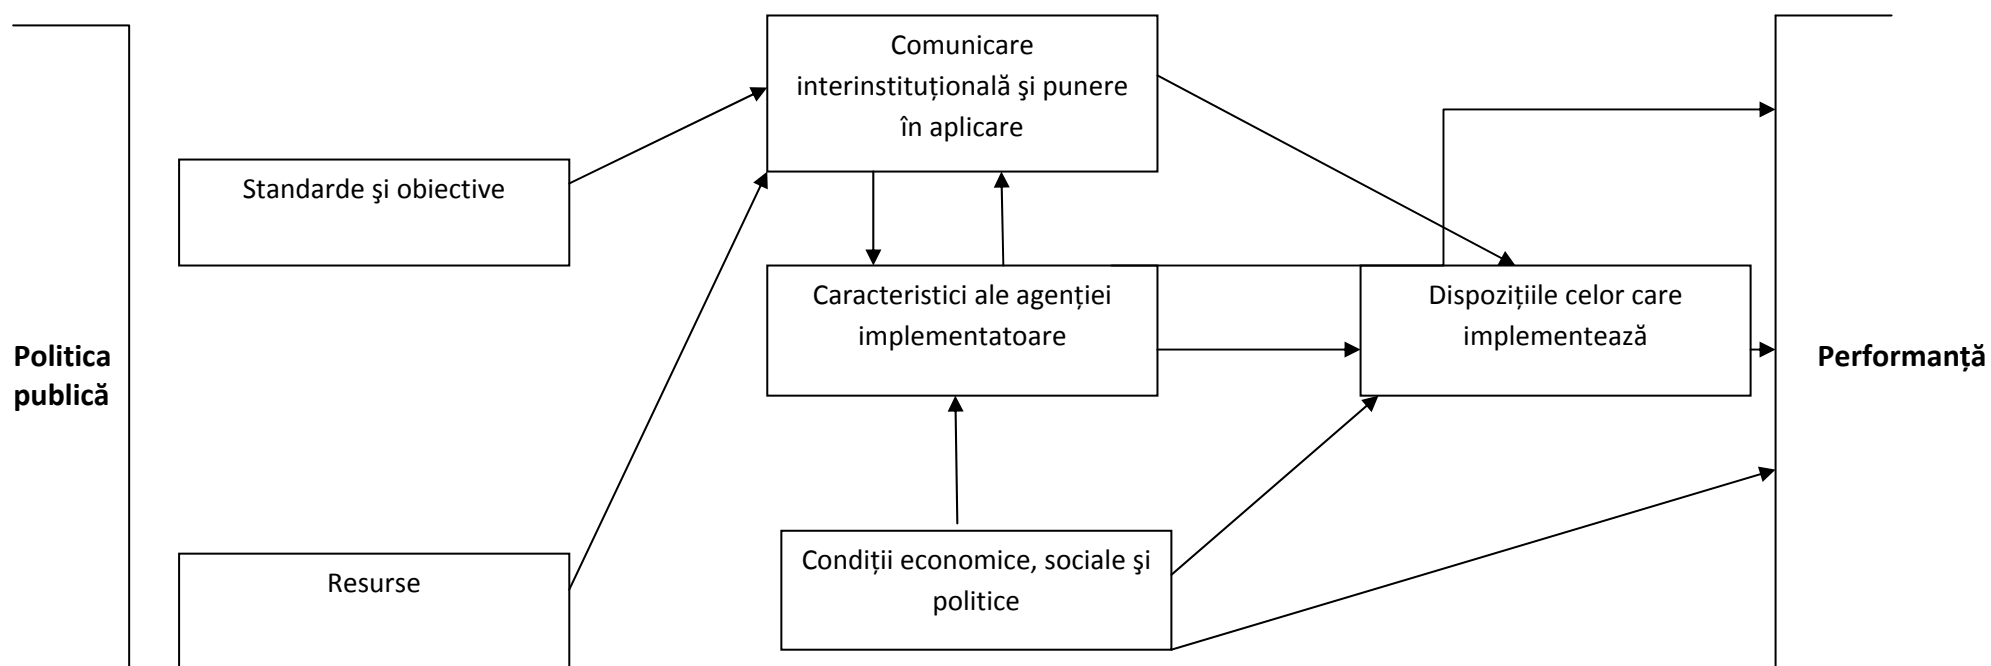 Comunicare
interinstituțională şi punere
în aplicare
Standarde şi obiective
Caracteristici ale agenției
implementatoare
Dispozițiile celor care
implementează
Politica
publică
Performanță
Condiții economice, sociale şi
politice
Resurse